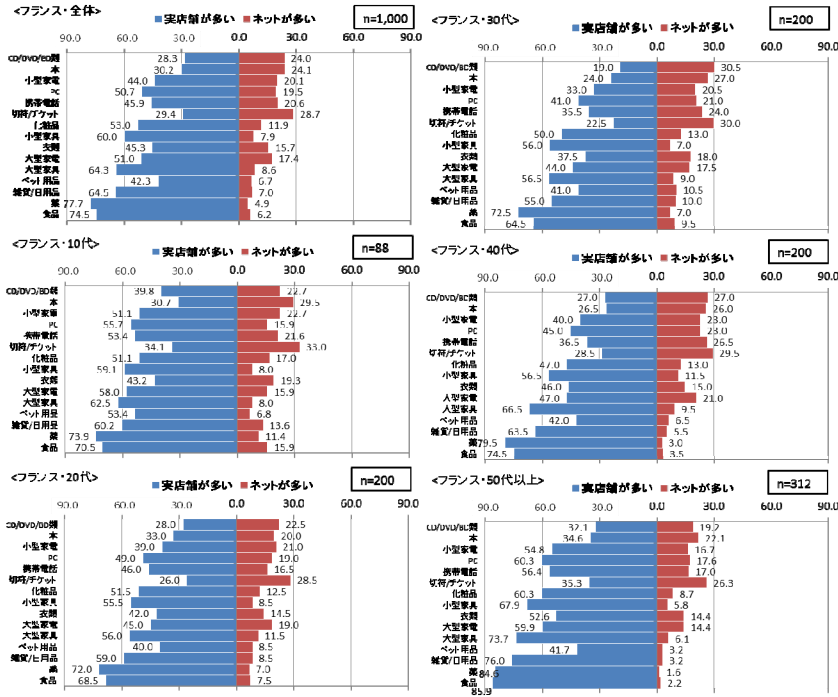 <フランス・全体>
■実店舗が多い ■ネットが多い
n=1,000
90.0 60.0 30.0 0.0 30.0 60.0 90.0
CD/DVD/BD類 28.3 24.0
本 30.2 24.1
小型家電 44.0 20.1
PC 50.7 19.5
携帯電話 45.9 20.6
切符/チケット 29.4 28.7
化粧品 53.0 11.9
小型家具 60.0 7.9
衣類 45.3 15.7
大型家電 51.0 17.4
大型家具 64.3 8.6
ペット用品 42.3 6.7
雑貨/日用品 64.5 7.0
薬 77.7 4.9
食品 74.5 6.2
<フランス・10代>
■実店舗が多い ■ネットが多い
n=88
90.0 60.0 30.0 0.0 30.0 60.0 90.0
CD/DVD/BD類 39.8 22.7
本 30.7 29.5
小型家電 51.1 22.7
PC 55.7 15.9
携帯電話 53.4 21.6
切符/チケット 34.1 33.0
化粧品 51.1 17.0
小型家具 59.1 8.0
衣類 43.2 19.3
大型家電 58.0 15.9
大型家具 62.5 8.0
ペット用品 53.4 6.8
雑貨/日用品 60.2 13.6
薬 73.9 11.4
食品 70.5 15.9
<フランス・20代>
■実店舗が多い ■ネットが多い
n=200
90.0 60.0 30.0 0.0 30.0 60.0 90.0
CD/DVD/BD類 28.0 22.5
本 33.0 20.0
小型家電 39.0 21.0
PC 49.0 19.0
携帯電話 46.0 16.5
切符/チケット 26.0 28.5
化粧品 51.5 12.5
小型家具 55.5 8.5
衣類 42.0 14.5
大型家電 45.0 19.0
大型家具 56.0 11.5
ペット用品 40.0 8.5
雑貨/日用品 59.0 8.5
薬 72.0 7.0
食品 68.5 7.5
<フランス・30代>
■実店舗が多い ■ネットが多い
n=200
90.0 60.0 30.0 0.0 30.0 60.0 90.0
CD/DVD/BD類 19.0 30.5
本 24.0 27.0
小型家電 33.0 20.5
PC 41.0 21.0
携帯電話 35.5 24.0
切符/チケット 22.5 30.0
化粧品 50.0 13.0
小型家具 56.0 7.0
衣類 37.5 18.0
大型家電 44.0 17.5
大型家具 56.5 9.0
ペット用品 41.0 10.5
雑貨/日用品 55.0 10.0
薬 72.5 7.0
食品 64.5 9.5
<フランス・40代>
■実店舗が多い ■ネットが多い
n=200
90.0 60.0 30.0 0.0 30.0 60.0 90.0
CD/DVD/BD類 27.0 27.0
本 26.5 26.0
小型家電 40.0 23.0
PC 45.0 23.0
携帯電話 36.5 26.5
切符/チケット 28.5 29.5
化粧品 47.0 13.0
小型家具 56.5 11.5
衣類 46.0 15.0
大型家電 47.0 21.0
大型家具 66.5 9.5
ペット用品 42.0 6.5
雑貨/日用品 63.5 5.5
薬 79.5 3.0
食品 74.5 3.5
<フランス・50代以上>
■実店舗が多い ■ネットが多い
n=312
90.0 60.0 30.0 0.0 30.0 60.0 90.0
CD/DVD/BD類 32.1 19.2
本 34.6 22.1
小型家電 54.8 16.7
PC 60.3 17.6
携帯電話 56.4 17.0
切符/チケット 35.3 26.3
化粧品 60.3 8.7
小型家具 67.9 5.8
衣類 52.6 14.4
大型家電 59.9 14.4
大型家具 73.7 6.1
ペット用品 41.7 3.2
雑貨/日用品 76.0 3.2
薬 84.6 1.6
食品 85.9 2.2